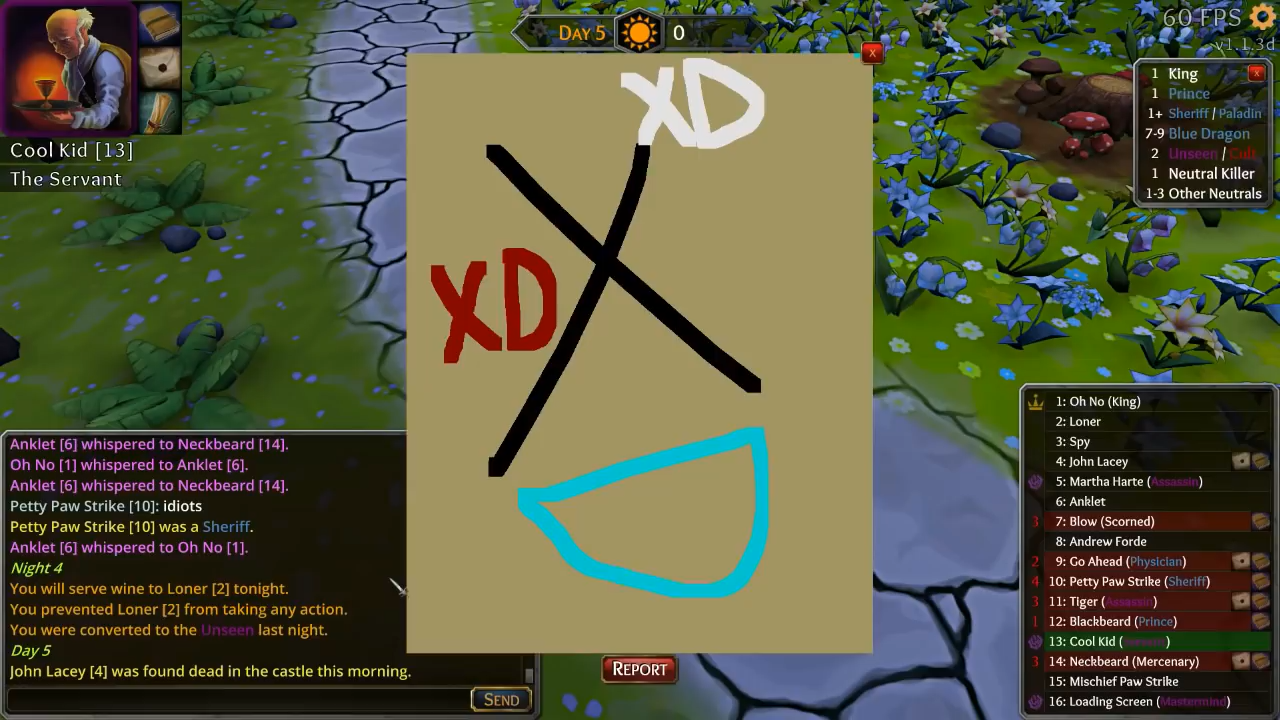 DAY 5 0
60 FPS
v1.1.3d
Cool Kid [13]
The Servant
1 King
1 Prince
1+ Sheriff / Paladin
7-9 Blue Dragon
2 Unseen / Cult
1 Neutral Killer
1-3 Other Neutrals
x
x
XD
XD
REPORT
Anklet [6] whispered to Neckbeard [14].
Oh No [1] whispered to Anklet [6].
Anklet [6] whispered to Neckbeard [14].
Petty Paw Strike [10]: idiots
Petty Paw Strike [10] was a Sheriff.
Anklet [6] whispered to Oh No [1].
Night 4
You will serve wine to Loner [2] tonight.
You prevented Loner [2] from taking any action.
You were converted to the Unseen last night.
Day 5
John Lacey [4] was found dead in the castle this morning.
SEND
1: Oh No (King)
2: Loner
3: Spy
4: John Lacey
5: Martha Harte (Assassin)
6: Anklet
3 7: Blow (Scorned)
8: Andrew Forde
2 9: Go Ahead (Physician)
4 10: Petty Paw Strike (Sheriff)
3 11: Tiger (Assassin)
1 12: Blackbeard (Prince)
13: Cool Kid (Servant)
3 14: Neckbeard (Mercenary)
15: Mischief Paw Strike
16: Loading Screen (Mastermind)